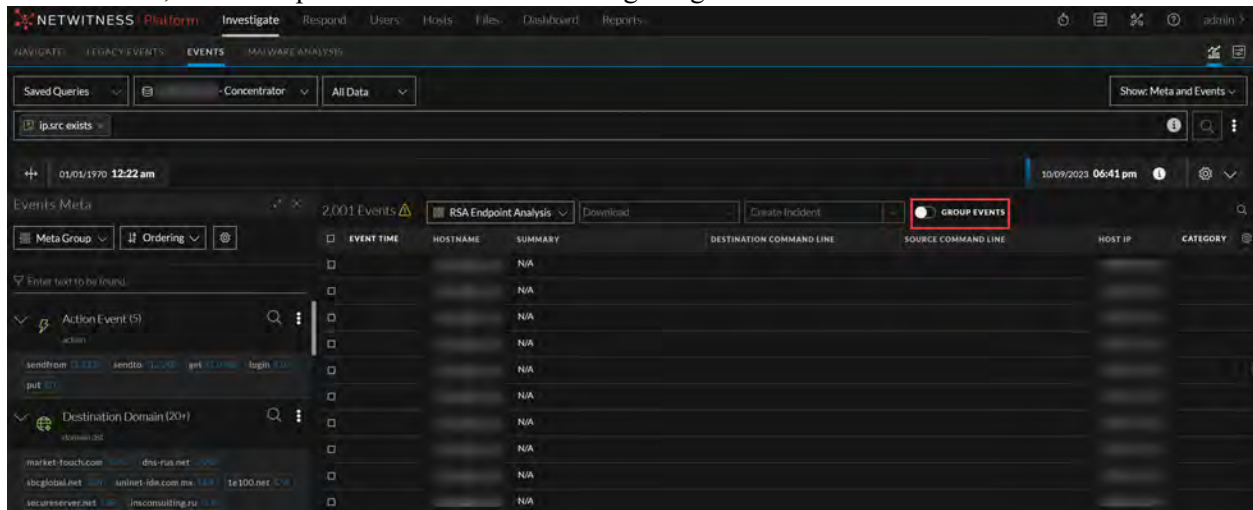 NETWITNESS Platform Investigate Respond Users Hosts Files Dashboard Reports admin >
NAVIGATE LEGACY EVENTS EVENTS MALWARE ANALYSIS
Saved Queries -Concentrator All Data Show: Meta and Events
ip.src exists
01/01/1970 12:22 am 10/09/2023 06:41 pm
Events Meta
2,001 Events RSA Endpoint Analysis Download Create Incident GROUP EVENTS
Meta Group Ordering
EVENT TIME HOSTNAME SUMMARY DESTINATION COMMAND LINE SOURCE COMMAND LINE HOST IP CATEGORY
N/A
Enter text to be found.
N/A
Action Event (5)
N/A
action
N/A
sendfrom sendto get login
N/A
put
N/A
Destination Domain (20+)
N/A
domain.dst
N/A
market-touch.com dns-rus.net
N/A
sbcglobal.net uninet-ide.com.mx 1e100.net
secureserver.net insconsulting.ru
N/A